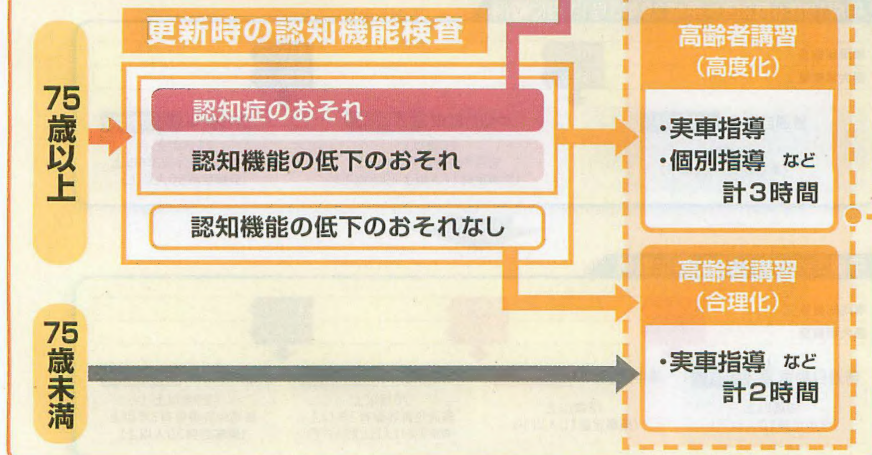 更新時の認知機能検査
75歳以上
認知症のおそれ
認知機能の低下のおそれ
認知機能の低下のおそれなし
高齢者講習
（高度化）
・実車指導
・個別指導 など
計3時間
75歳未満
高齢者講習
（合理化）
・実車指導 など
計2時間